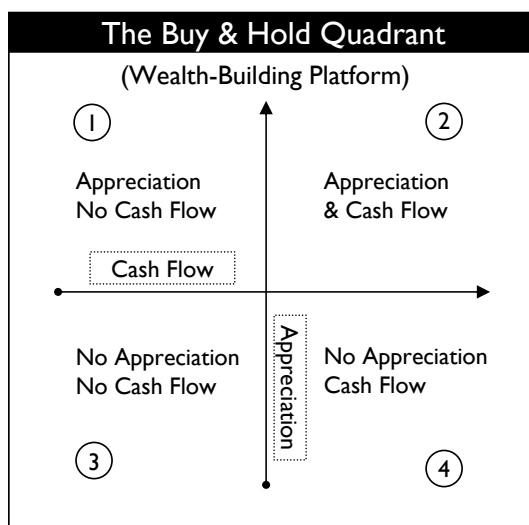 The Buy & Hold Quadrant
(Wealth-Building Platform)
1
2
Appreciation
No Cash Flow
Appreciation
& Cash Flow
Cash Flow
Appreciation
No Appreciation
No Cash Flow
No Appreciation
Cash Flow
3
4